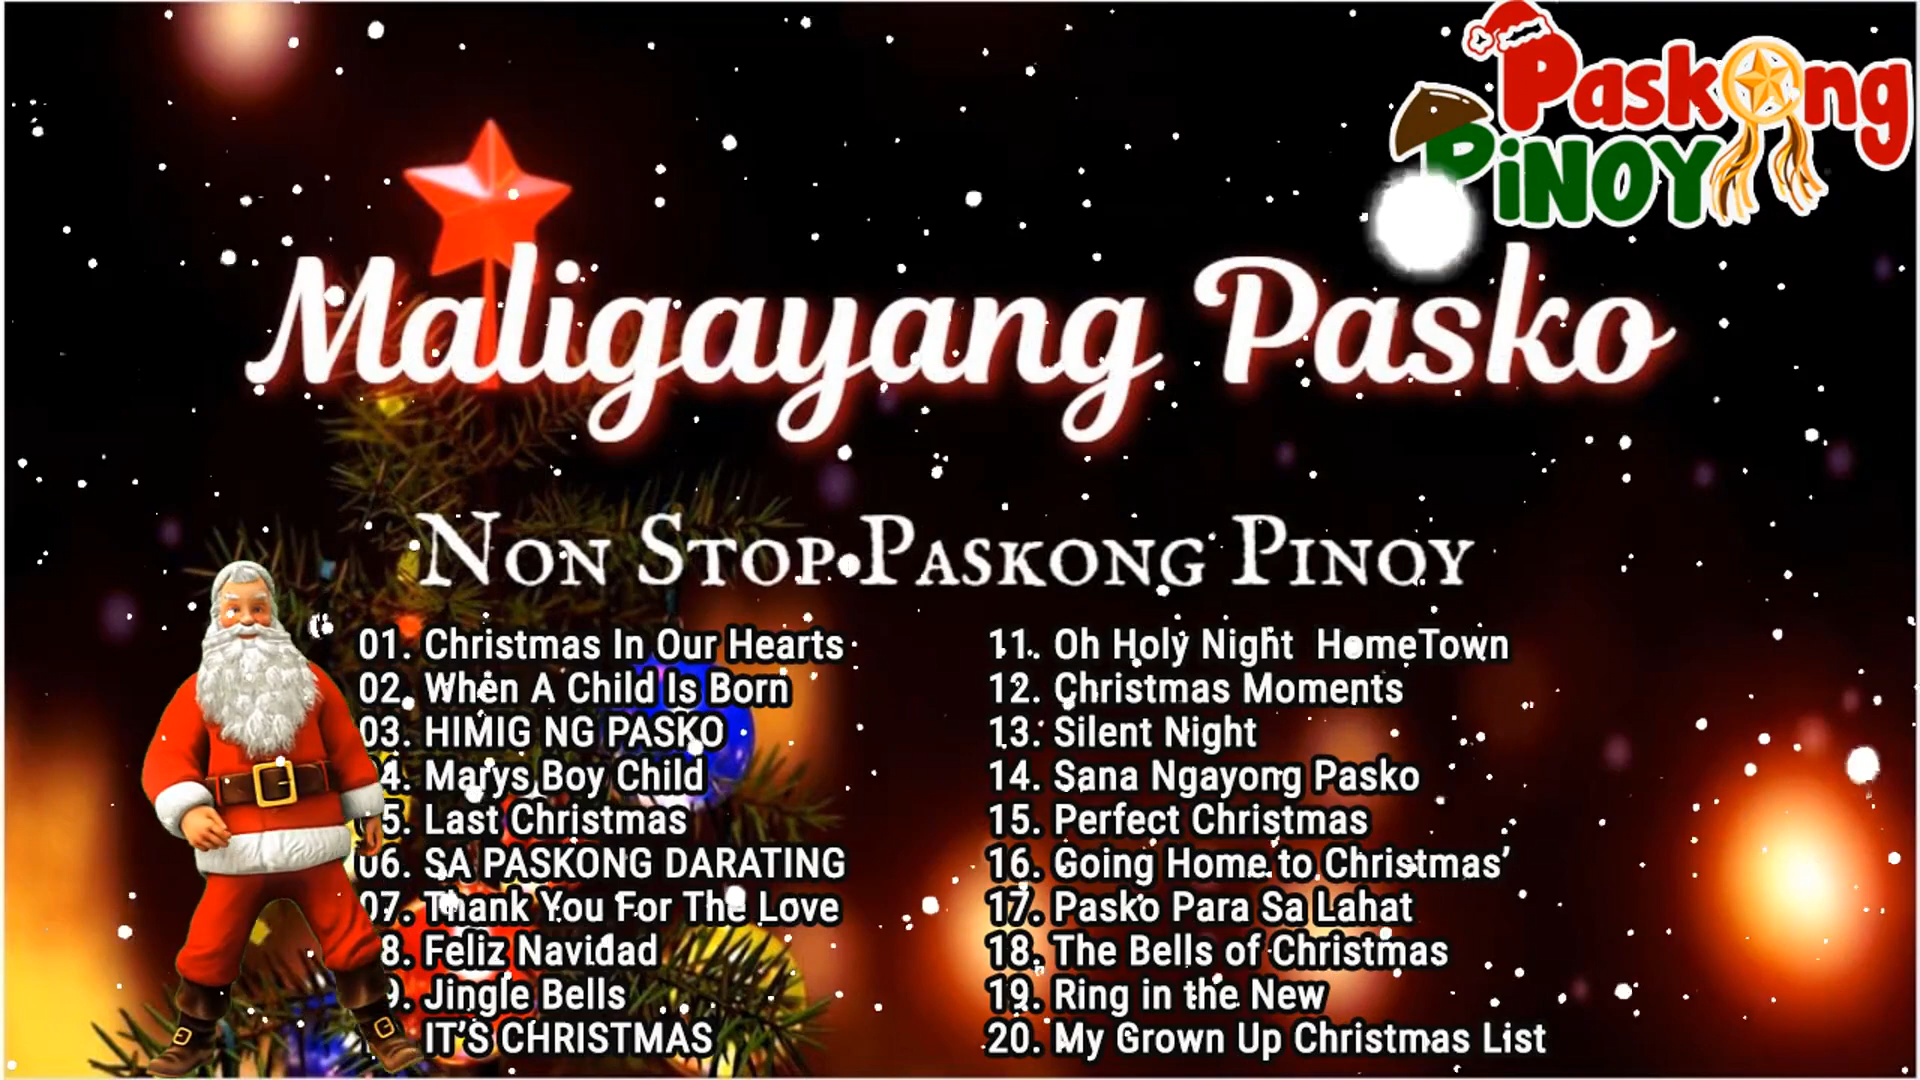 Paskong
PiNOY
Maligayang Pasko
Non Stop Paskong Pinoy
01. Christmas In Our Hearts
02. When A Child Is Born
03. HIMIG NG PASKO
4. Marys Boy Child
5. Last Christmas
06. SA PASKONG DARATING
07. Thank You For The Love
8. Feliz Navidad
9. Jingle Bells
IT'S CHRISTMAS
11. Oh Holy Night HomeTown
12. Christmas Moments
13. Silent Night
14. Sana Ngayong Pasko
15. Perfect Christmas
16. Going Home to Christmas’
17. Pasko Para Sa Lahat
18. The Bells of Christmas
19. Ring in the New
20. My Grown Up Christmas List